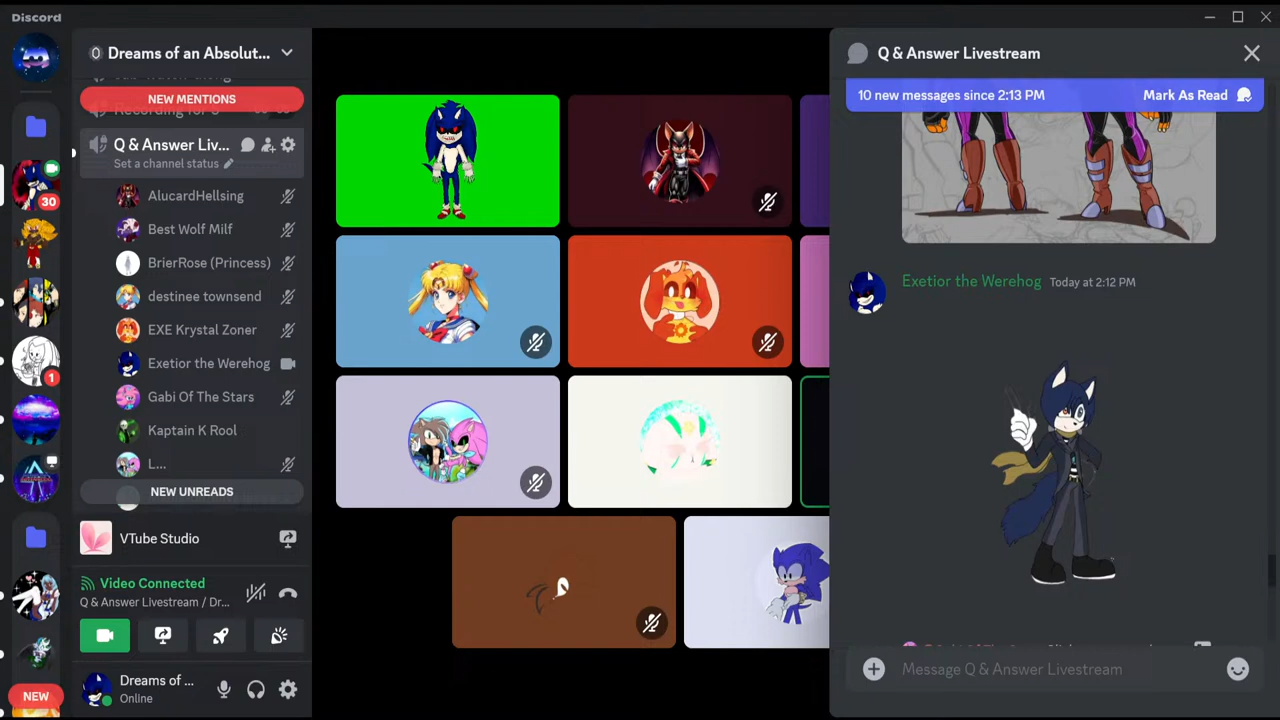 Discord
Dreams of an Absolut...
NEW MENTIONS
Q & Answer Liv...
Set a channel status
AlucardHellsing
Best Wolf Milf
BrierRose (Princess)
destinee townsend
EXE Krystal Zoner
Exetior the Werehog
Gabi Of The Stars
Kaptain K Rool
L...
NEW UNREADS
VTube Studio
Video Connected
Q & Answer Livestream / Dr...
Dreams of ...
Online
30
1
NEW
Q & Answer Livestream
10 new messages since 2:13 PM
Mark As Read
Exetior the Werehog Today at 2:12 PM
Message Q & Answer Livestream